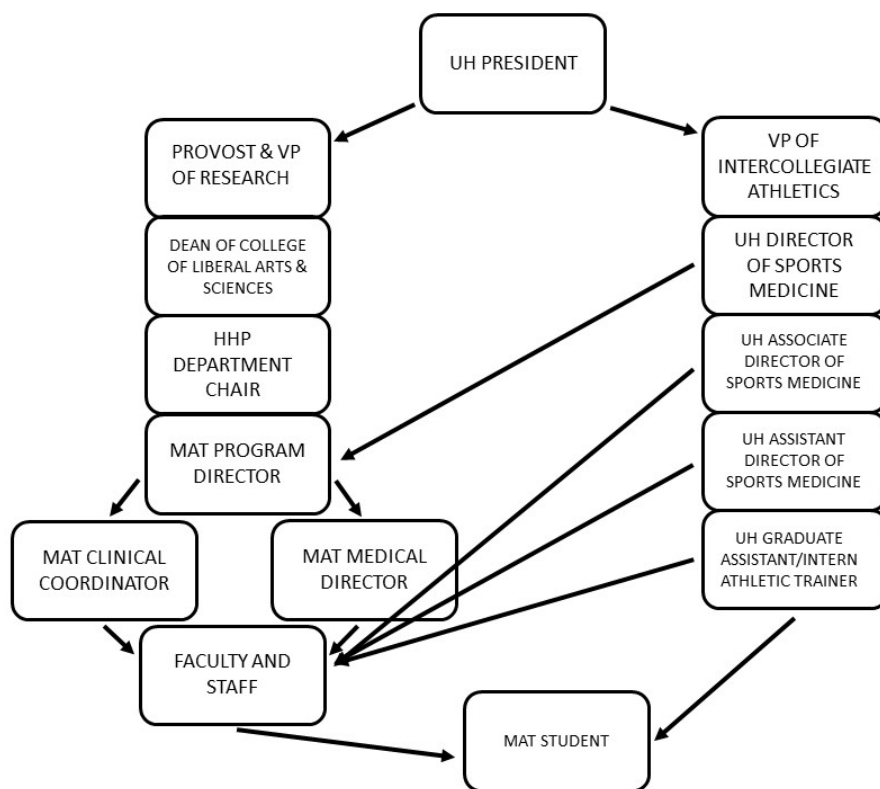 UH PRESIDENT
PROVOST & VP
OF RESEARCH
DEAN OF COLLEGE
OF LIBERAL ARTS &
SCIENCES
HHP
DEPARTMENT
CHAIR
MAT PROGRAM
DIRECTOR
MAT CLINICAL
COORDINATOR
MAT MEDICAL
DIRECTOR
FACULTY AND
STAFF
VP OF
INTERCOLLEGIATE
ATHLETICS
UH DIRECTOR
OF SPORTS
MEDICINE
UH ASSOCIATE
DIRECTOR OF
SPORTS MEDICINE
UH ASSISTANT
DIRECTOR OF
SPORTS MEDICINE
UH GRADUATE
ASSISTANT/INTERN
ATHLETIC TRAINER
MAT STUDENT